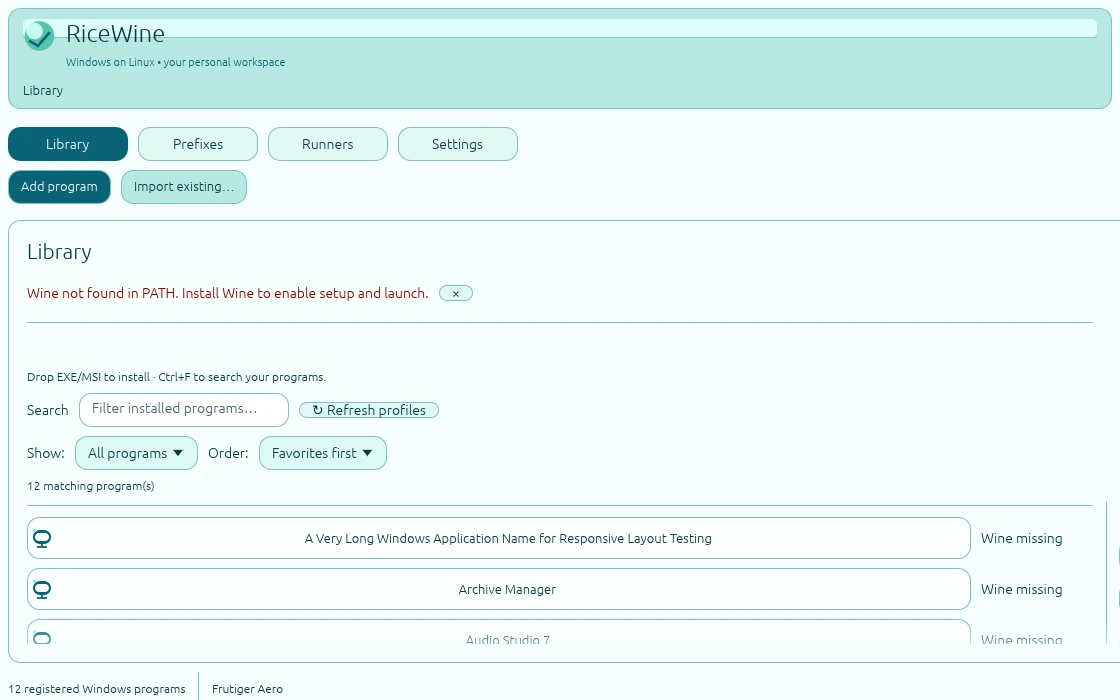 RiceWine
Windows on Linux • your personal workspace
Library
Library Prefixes Runners Settings
Add program Import existing...
Library
Wine not found in PATH. Install Wine to enable setup and launch. ×
Drop EXE/MSI to install · Ctrl+F to search your programs.
Search Filter installed programs... ↻ Refresh profiles
Show: All programs ▼ Order: Favorites first ▼
12 matching program(s)
A Very Long Windows Application Name for Responsive Layout Testing Wine missing
Archive Manager Wine missing
Audio Studio 7 Wine missing
12 registered Windows programs Frutiger Aero